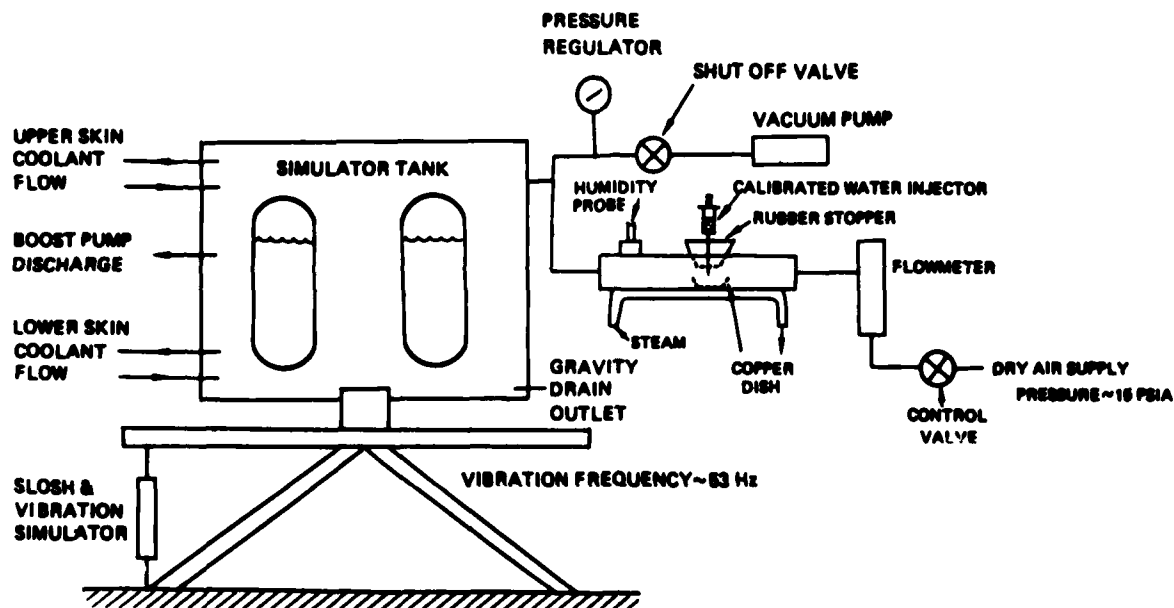 PRESSURE
REGULATOR
SHUT OFF VALVE
VACUUM PUMP
UPPER SKIN
COOLANT
FLOW
SIMULATOR TANK
HUMIDITY
PROBE
CALIBRATED WATER INJECTOR
RUBBER STOPPER
BOOST PUMP
DISCHARGE
FLOWMETER
LOWER SKIN
COOLANT
FLOW
STEAM
COPPER
DISH
GRAVITY
DRAIN
OUTLET
DRY AIR SUPPLY
PRESSURE~15 PSIA
CONTROL
VALVE
VIBRATION FREQUENCY~53 Hz
SLOSH &
VIBRATION
SIMULATOR